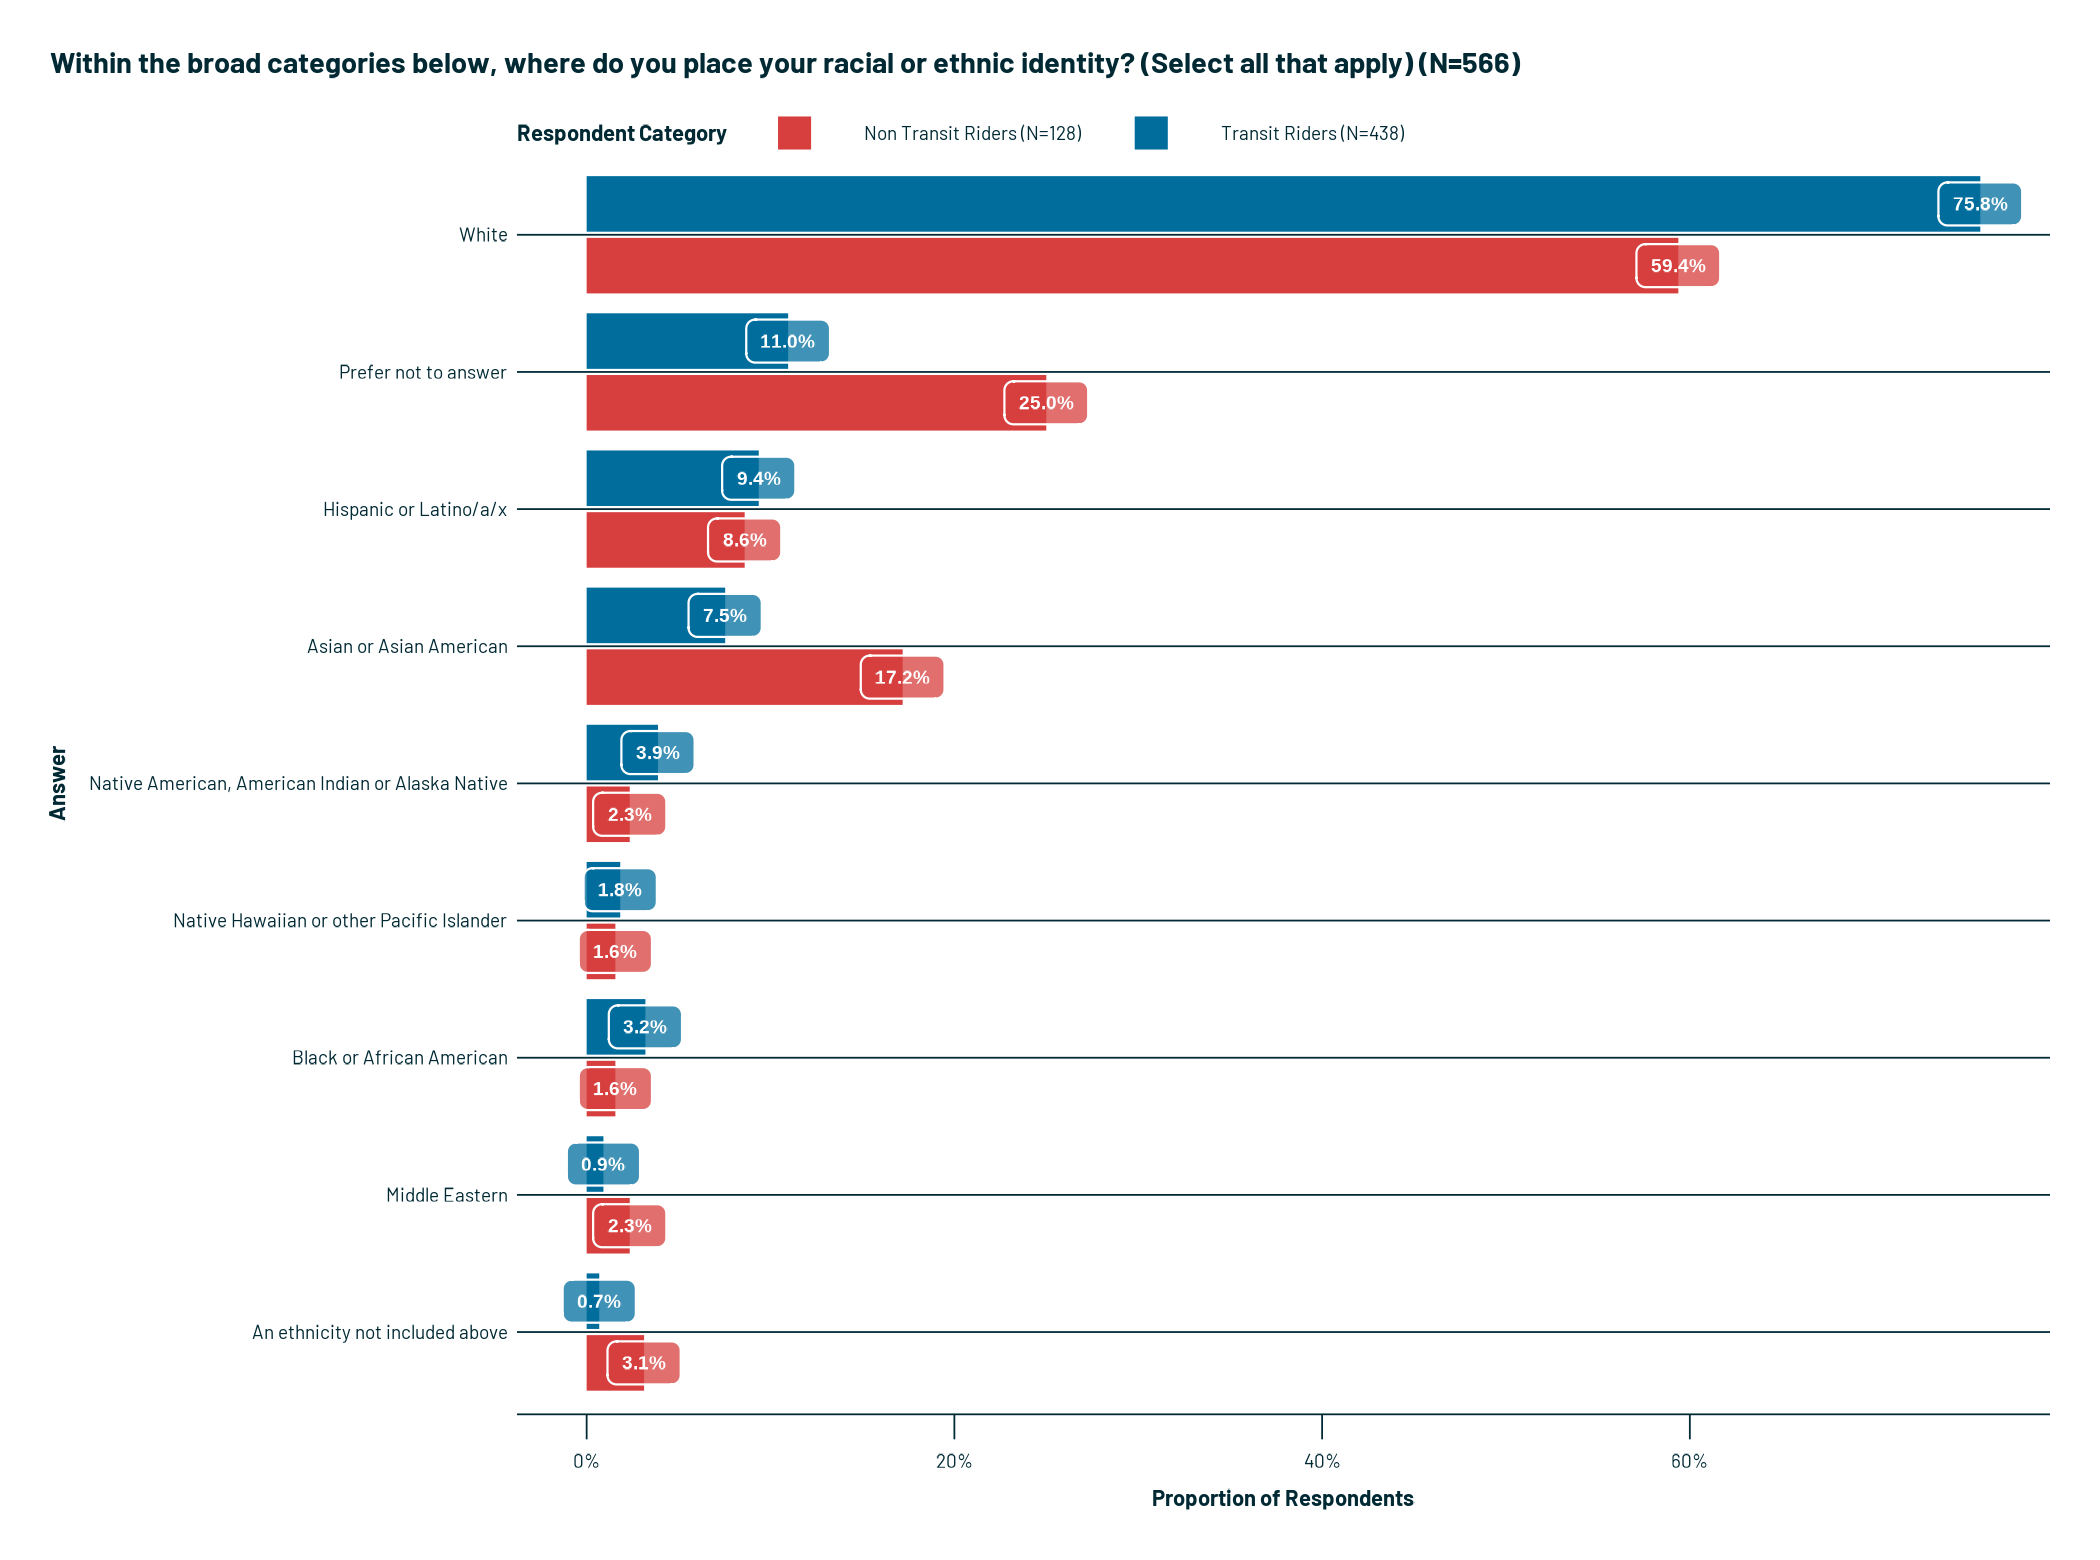 Within the broad categories below, where do you place your racial or ethnic identity? (Select all that apply) (N=566)
Respondent Category
Non Transit Riders (N=128)
Transit Riders (N=438)
White
75.8%
59.4%
Prefer not to answer
11.0%
25.0%
Hispanic or Latino/a/x
9.4%
8.6%
Asian or Asian American
7.5%
17.2%
Native American, American Indian or Alaska Native
3.9%
2.3%
Native Hawaiian or other Pacific Islander
1.8%
1.6%
Black or African American
3.2%
1.6%
Middle Eastern
0.9%
2.3%
An ethnicity not included above
0.7%
3.1%
Answer
0%
20%
40%
60%
Proportion of Respondents